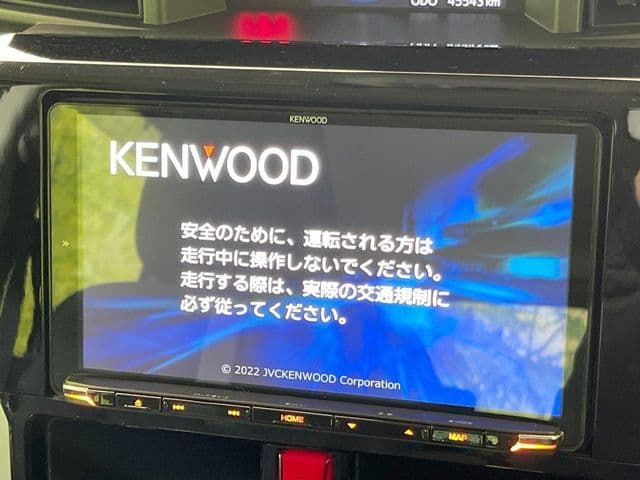 ODO 45543km
KENWOOD
KENWOOD
安全のために、運転される方は
走行中に操作しないでください。
走行する際は、実際の交通規制に
必ず従ってください。
© 2022 JVCKENWOOD Corporation
HOME
MAP